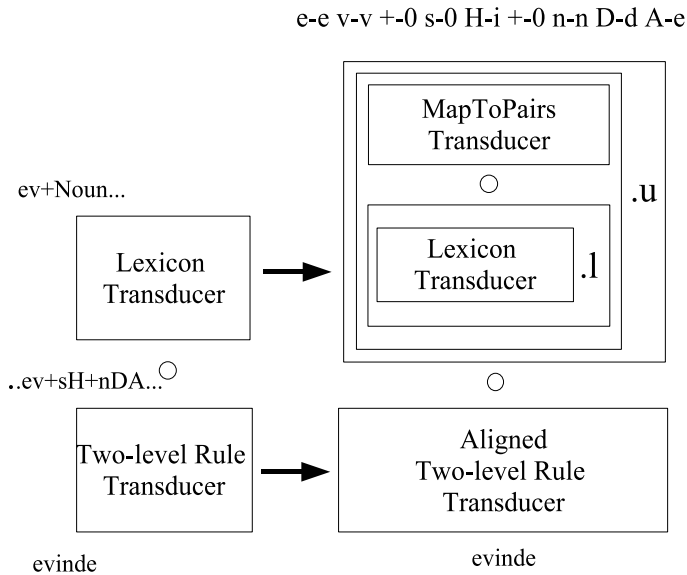 e-e v-v +-0 s-0 H-i +-0 n-n D-d A-e
MapToPairs
Transducer
.u
ev+Noun...
Lexicon
Transducer
Lexicon
Transducer
.l
..ev+sH+nDA...
Two-level Rule
Transducer
Aligned
Two-level Rule
Transducer
evinde
evinde